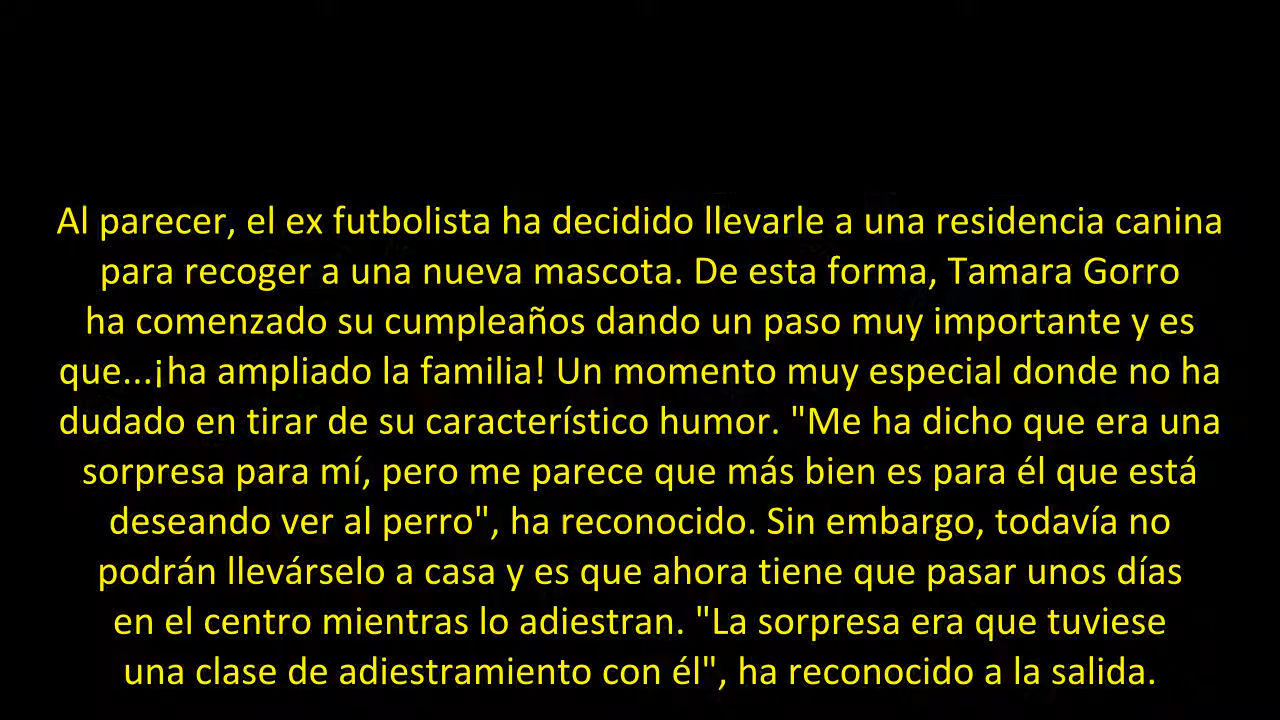 Al parecer, el ex futbolista ha decidido llevarle a una residencia canina
para recoger a una nueva mascota. De esta forma, Tamara Gorro
ha comenzado su cumpleaños dando un paso muy importante y es
que...¡ha ampliado la familia! Un momento muy especial donde no ha
dudado en tirar de su característico humor. "Me ha dicho que era una
sorpresa para mí, pero me parece que más bien es para él que está
deseando ver al perro", ha reconocido. Sin embargo, todavía no
podrán llevárselo a casa y es que ahora tiene que pasar unos días
en el centro mientras lo adiestran. "La sorpresa era que tuviese
una clase de adiestramiento con él", ha reconocido a la salida.